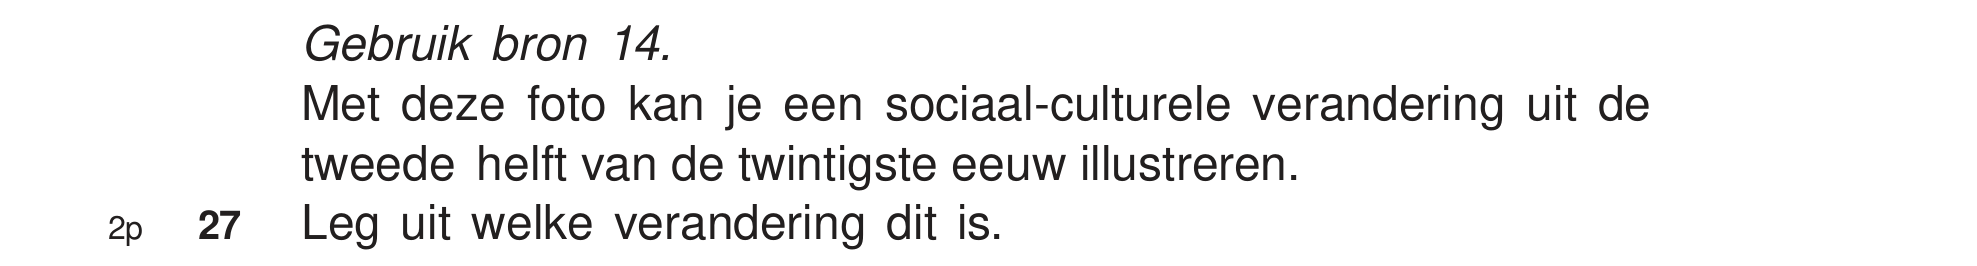 Gebruik bron 14.
Met deze foto kan je een sociaal-culturele verandering uit de
tweede helft van de twintigste eeuw illustreren.
2p 27 Leg uit welke verandering dit is.